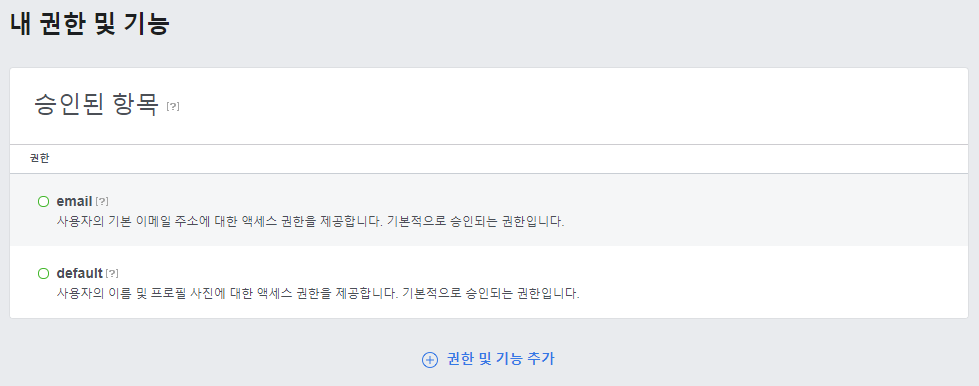 내 권한 및 기능
승인된 항목 [?]
권한
email [?]
사용자의 기본 이메일 주소에 대한 액세스 권한을 제공합니다. 기본적으로 승인되는 권한입니다.
default [?]
사용자의 이름 및 프로필 사진에 대한 액세스 권한을 제공합니다. 기본적으로 승인되는 권한입니다.
권한 및 기능 추가